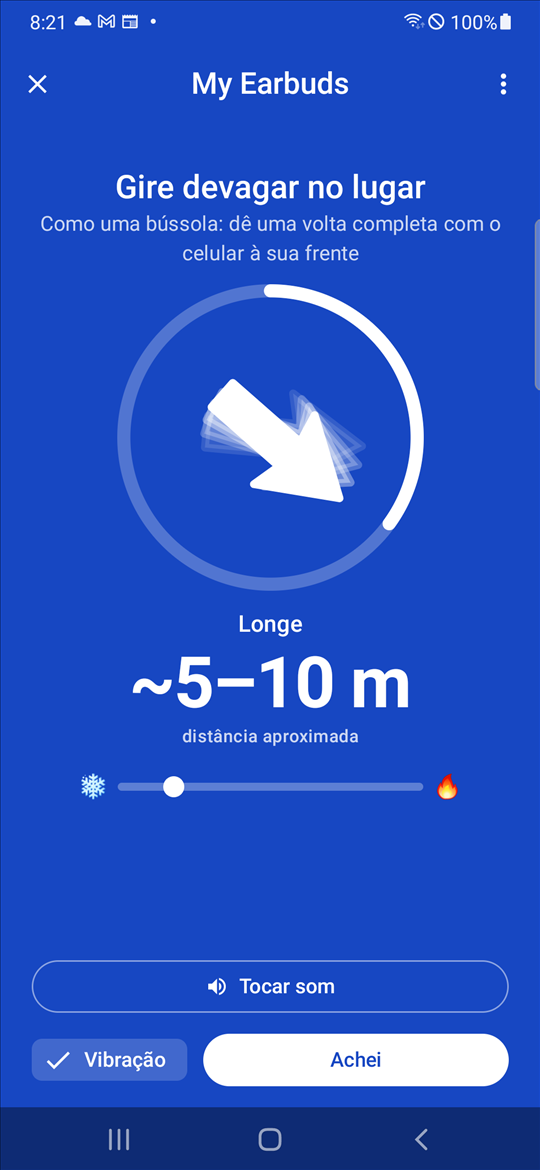 8:21
100%
My Earbuds
Gire devagar no lugar
Como uma bússola: dê uma volta completa com o
celular à sua frente
Longe
~5–10 m
distância aproximada
Tocar som
Vibração
Achei